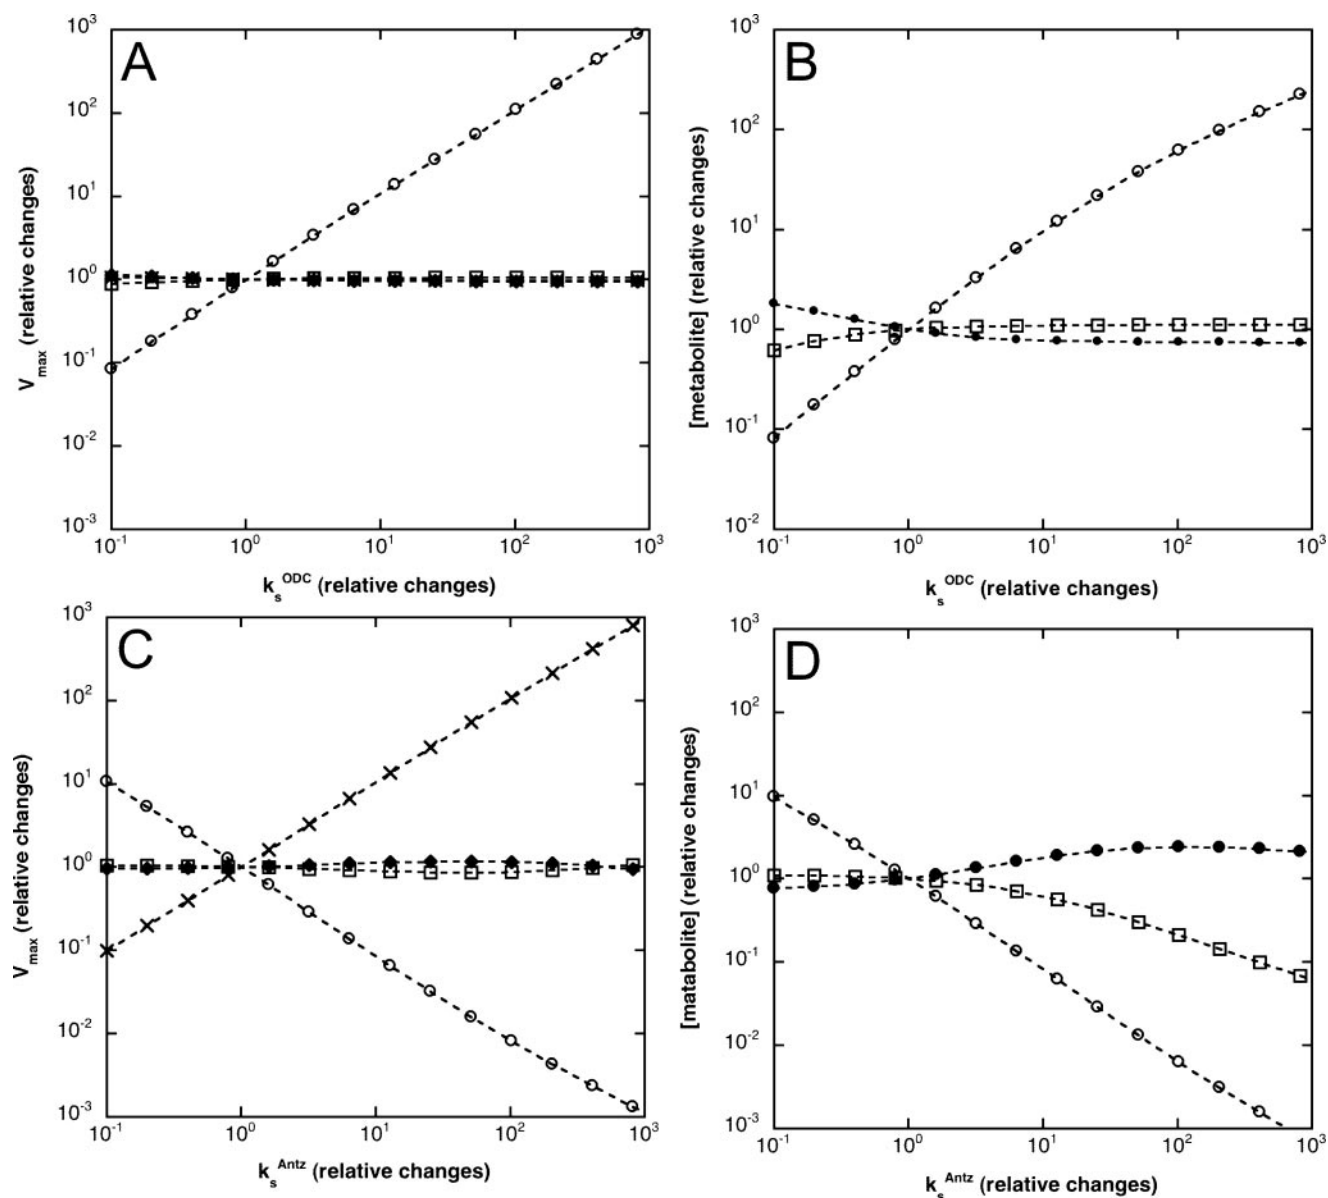 A
10³
10²
10¹
10⁰
10⁻¹
10⁻²
10⁻³
V_max (relative changes)
10⁻¹ 10⁰ 10¹ 10² 10³
k_s^ODC (relative changes)
B
10³
10²
10¹
10⁰
10⁻¹
10⁻²
[metabolite] (relative changes)
10⁻¹ 10⁰ 10¹ 10² 10³
k_s^ODC (relative changes)
C
10³
10²
10¹
10⁰
10⁻¹
10⁻²
10⁻³
V_max (relative changes)
10⁻¹ 10⁰ 10¹ 10² 10³
k_s^Antz (relative changes)
D
10³
10²
10¹
10⁰
10⁻¹
10⁻²
10⁻³
[matabolite] (relative changes)
10⁻¹ 10⁰ 10¹ 10² 10³
k_s^Antz (relative changes)